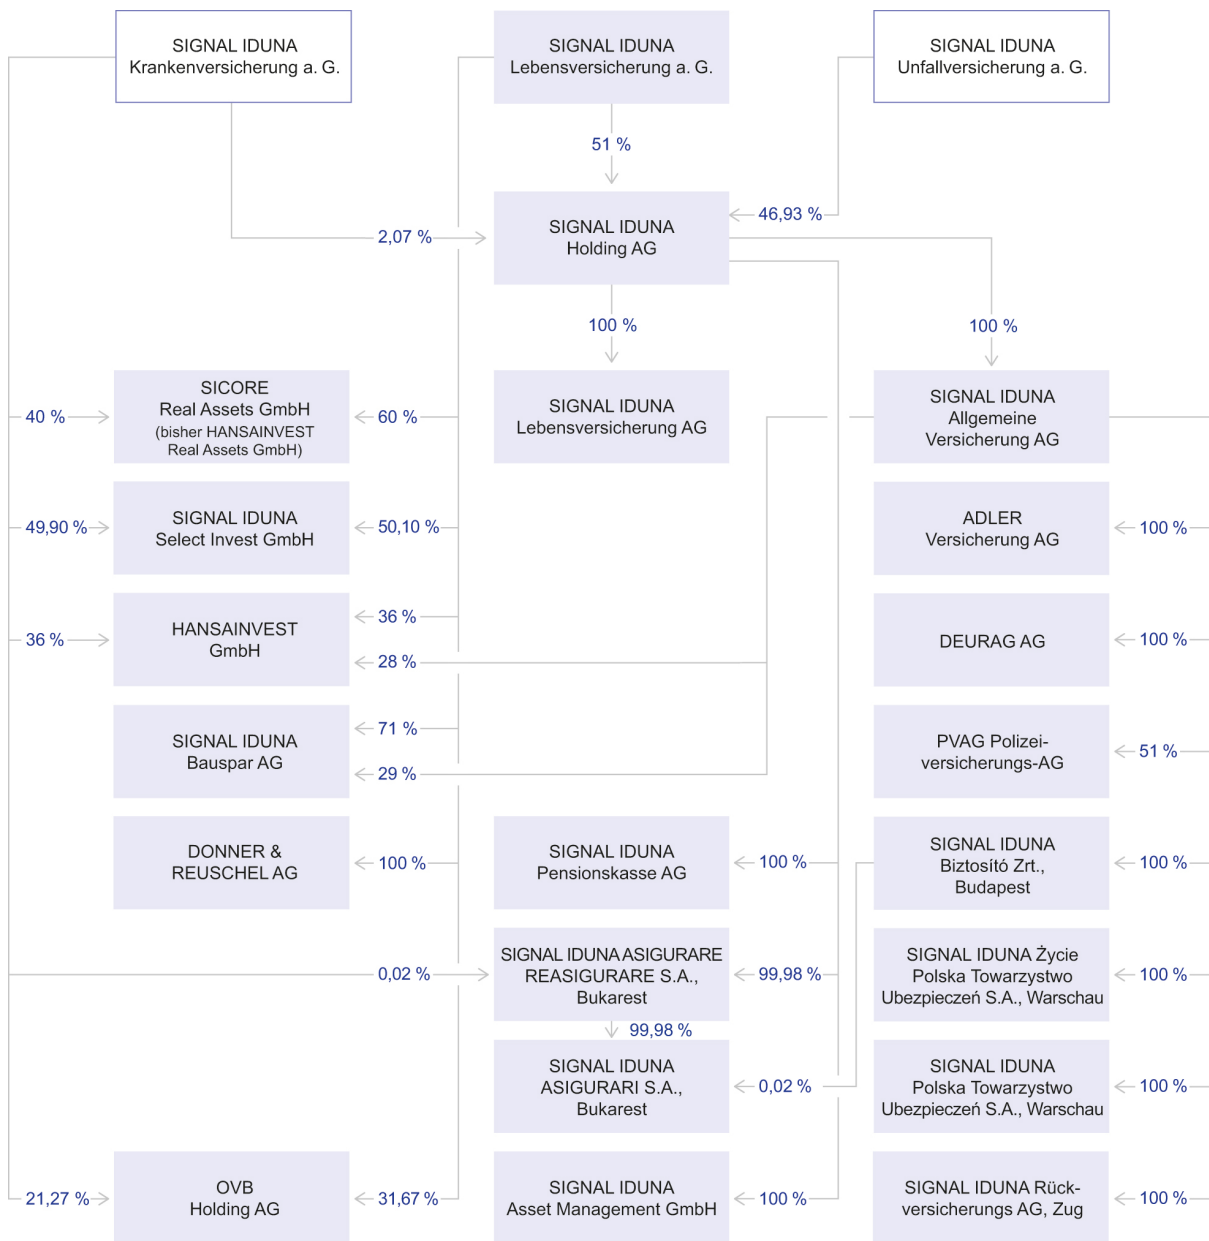 SIGNAL IDUNA
Krankenversicherung a. G.
SIGNAL IDUNA
Lebensversicherung a. G.
SIGNAL IDUNA
Unfallversicherung a. G.
51 %
SIGNAL IDUNA
Holding AG
46,93 %
2,07 %
100 %
100 %
SICORE
Real Assets GmbH
(bisher HANSAINVEST
Real Assets GmbH)
40 %
60 %
SIGNAL IDUNA
Lebensversicherung AG
SIGNAL IDUNA
Allgemeine
Versicherung AG
49,90 %
SIGNAL IDUNA
Select Invest GmbH
50,10 %
ADLER
Versicherung AG
100 %
36 %
HANSAINVEST
GmbH
36 %
28 %
DEURAG AG
100 %
SIGNAL IDUNA
Bauspar AG
71 %
29 %
PVAG Polizei-
versicherungs-AG
51 %
DONNER &
REUSCHEL AG
100 %
SIGNAL IDUNA
Pensionskasse AG
100 %
SIGNAL IDUNA
Biztosító Zrt.,
Budapest
100 %
0,02 %
SIGNAL IDUNA ASIGURARE
REASIGURARE S.A.,
Bukarest
99,98 %
SIGNAL IDUNA Życie
Polska Towarzystwo
Ubezpieczeń S.A., Warschau
100 %
99,98 %
SIGNAL IDUNA
ASIGURARI S.A.,
Bukarest
0,02 %
SIGNAL IDUNA
Polska Towarzystwo
Ubezpieczeń S.A., Warschau
100 %
21,27 %
OVB
Holding AG
31,67 %
SIGNAL IDUNA
Asset Management GmbH
100 %
SIGNAL IDUNA Rück-
versicherungs AG, Zug
100 %